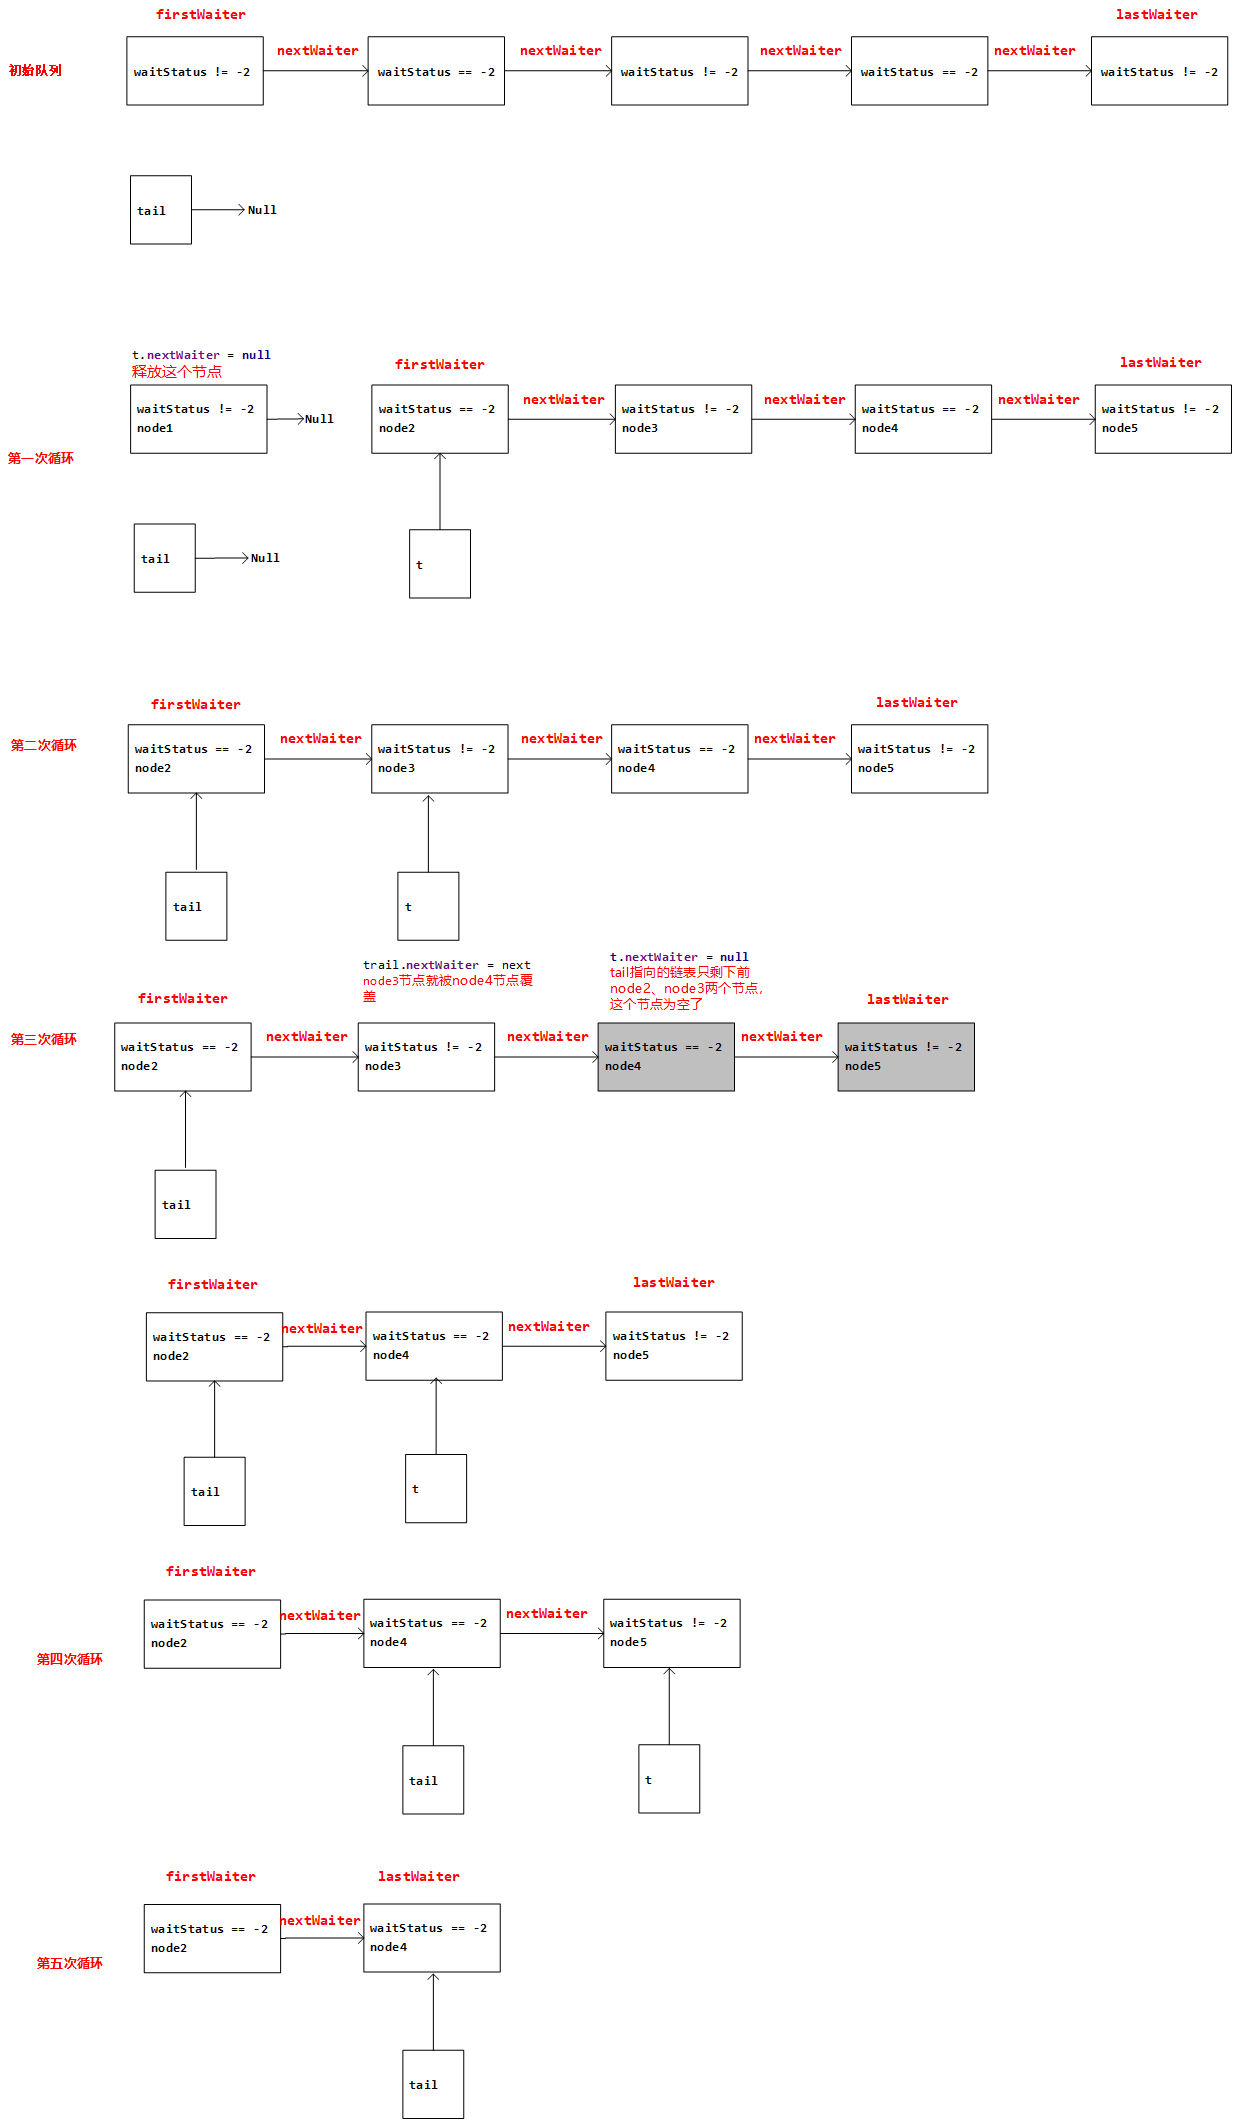 firstWaiter
lastWaiter
nextWaiter
nextWaiter
nextWaiter
nextWaiter
初始队列
waitStatus != -2
waitStatus == -2
waitStatus != -2
waitStatus == -2
waitStatus != -2
tail
Null
t.nextWaiter = null
释放这个节点
firstWaiter
lastWaiter
nextWaiter
nextWaiter
nextWaiter
waitStatus != -2
node1
Null
waitStatus == -2
node2
waitStatus != -2
node3
waitStatus == -2
node4
waitStatus != -2
node5
第一次循环
tail
Null
t
firstWaiter
lastWaiter
第二次循环
nextWaiter
nextWaiter
nextWaiter
waitStatus == -2
node2
waitStatus != -2
node3
waitStatus == -2
node4
waitStatus != -2
node5
tail
t
trail.nextWaiter = next
node3节点就被node4节点覆
盖
t.nextWaiter = null
tail指向的链表只剩下前
node2、node3两个节点，
这个节点为空了
firstWaiter
lastWaiter
第三次循环
nextWaiter
nextWaiter
nextWaiter
waitStatus == -2
node2
waitStatus != -2
node3
waitStatus == -2
node4
waitStatus != -2
node5
tail
firstWaiter
lastWaiter
nextWaiter
nextWaiter
waitStatus == -2
node2
waitStatus == -2
node4
waitStatus != -2
node5
tail
t
firstWaiter
nextWaiter
nextWaiter
waitStatus == -2
node2
waitStatus == -2
node4
waitStatus != -2
node5
第四次循环
tail
t
firstWaiter
lastWaiter
nextWaiter
waitStatus == -2
node2
waitStatus == -2
node4
第五次循环
tail